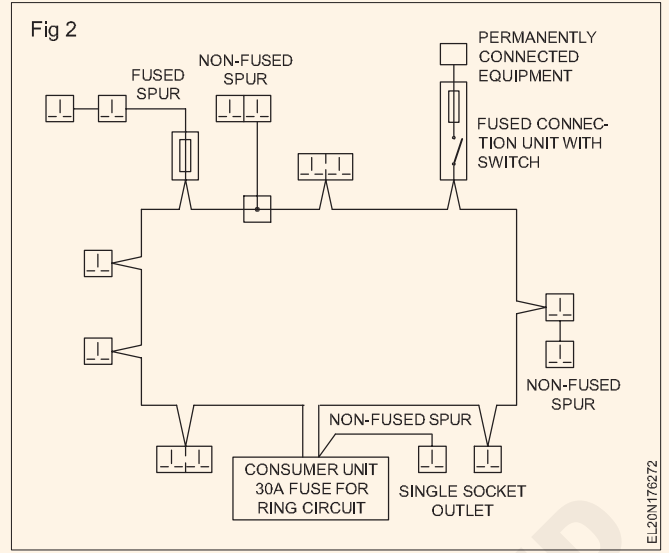 Fig 2
FUSED
SPUR
NON-FUSED
SPUR
PERMANENTLY
CONNECTED
EQUIPMENT
FUSED CONNEC-
TION UNIT WITH
SWITCH
NON-FUSED
SPUR
NON-FUSED SPUR
CONSUMER UNIT
30A FUSE FOR
RING CIRCUIT
SINGLE SOCKET
OUTLET
EL20N176272